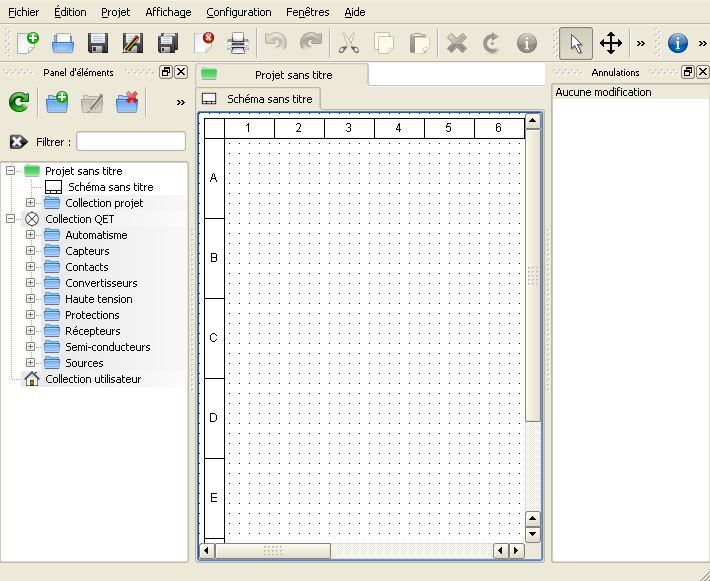 Fichier Édition Projet Affichage Configuration Fenêtres Aide
» »
Panel d'éléments
»
Filtrer :
Projet sans titre
Schéma sans titre
Collection projet
Collection QET
Automatisme
Capteurs
Contacts
Convertisseurs
Haute tension
Protections
Récepteurs
Semi-conducteurs
Sources
Collection utilisateur
Projet sans titre
Schéma sans titre
1 2 3 4 5 6
A
B
C
D
E
Annulations
Aucune modification